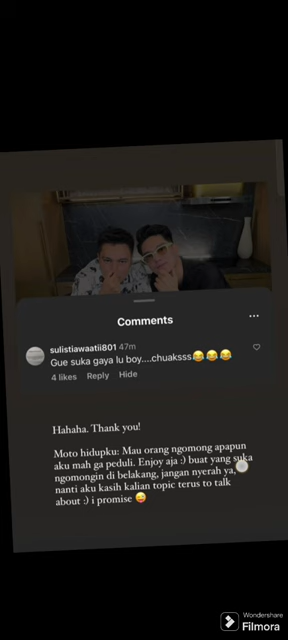 Comments
...
sulistiawaatii801 47m
Gue suka gaya lu boy....chuaksss😂😂😂
4 likes Reply Hide
Hahaha. Thank you!
Moto hidupku: Mau orang ngomong apapun
aku mah ga peduli. Enjoy aja :) buat yang suka
ngomongin di belakang, jangan nyerah ya,
nanti aku kasih kalian topic terus to talk
about :) i promise 😜
Wondershare
Filmora